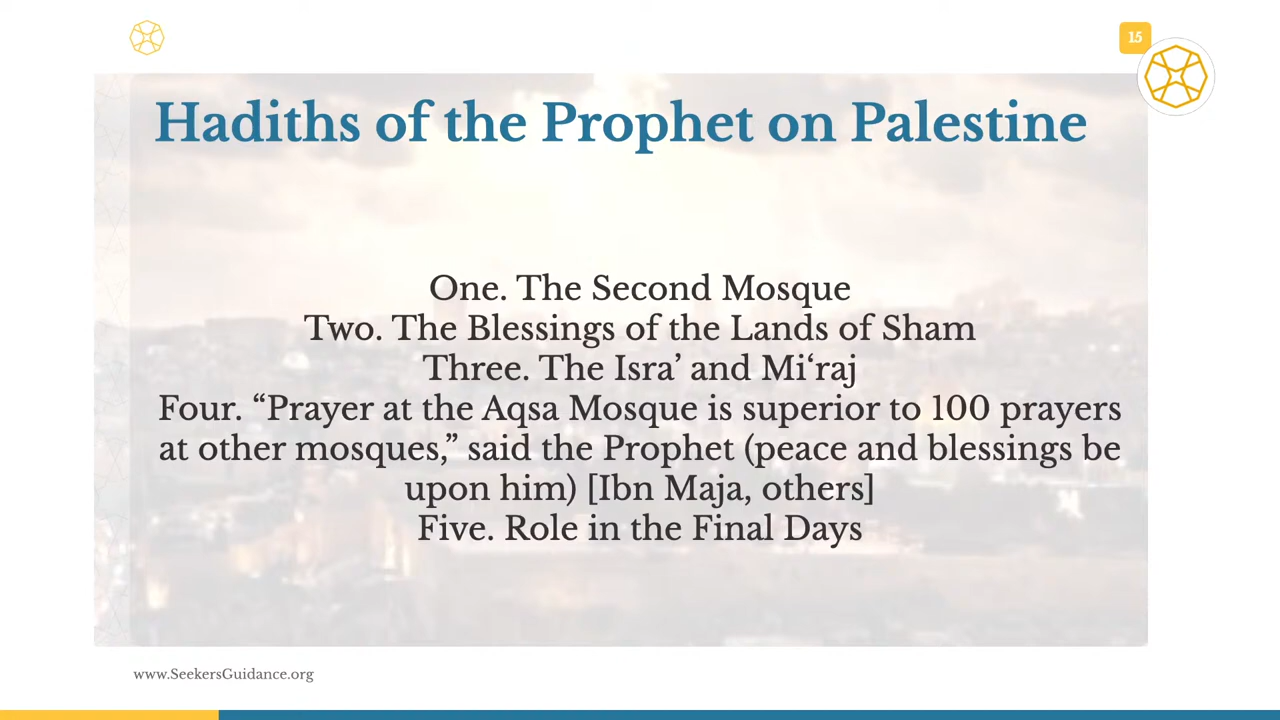 15
Hadiths of the Prophet on Palestine
One. The Second Mosque
Two. The Blessings of the Lands of Sham
Three. The Isra’ and Mi‘raj
Four. “Prayer at the Aqsa Mosque is superior to 100 prayers
at other mosques,” said the Prophet (peace and blessings be
upon him) [Ibn Maja, others]
Five. Role in the Final Days
www.SeekersGuidance.org